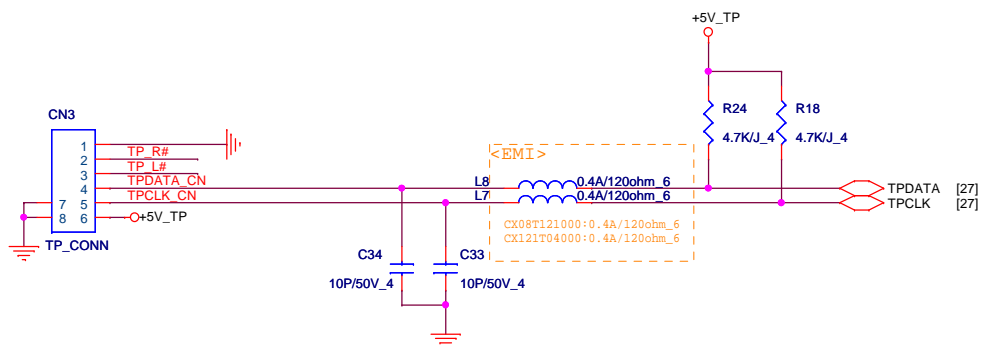 +5V_TP
CN3
R24
R18
4.7K/J_4
4.7K/J_4
1
TP_R#
2
TP_L#
3
<EMI>
TPDATA_CN
4
L8
0.4A/120ohm_6
TPDATA [27]
TPCLK_CN
7
5
L7
0.4A/120ohm_6
TPCLK [27]
8
6
+5V_TP
CX08T121000:0.4A/120ohm_6
CX121T04000:0.4A/120ohm_6
TP_CONN
C34
C33
10P/50V_4
10P/50V_4